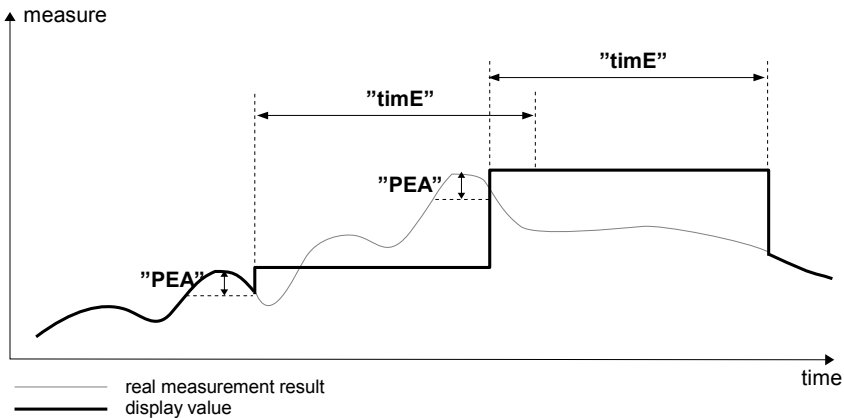 measure
”timE”
”timE”
”PEA”
”PEA”
time
real measurement result
display value